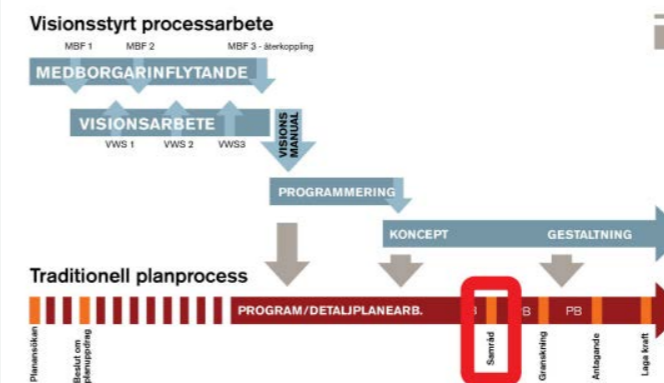 Visionsstyrt processarbete
MBF 1
MBF 2
MBF 3 - återkoppling
MEDBORGARINFLYTANDE
VISIONSARBETE
VWS 1
VWS 2
VWS3
VISIONS
MANUAL
PROGRAMMERING
KONCEPT
GESTALTNING
Traditionell planprocess
PROGRAM/DETALJPLANEARB.
PB
Planansökan
Beslut om
planuppdrag
Samråd
Granskning
Antagande
Laga kraft